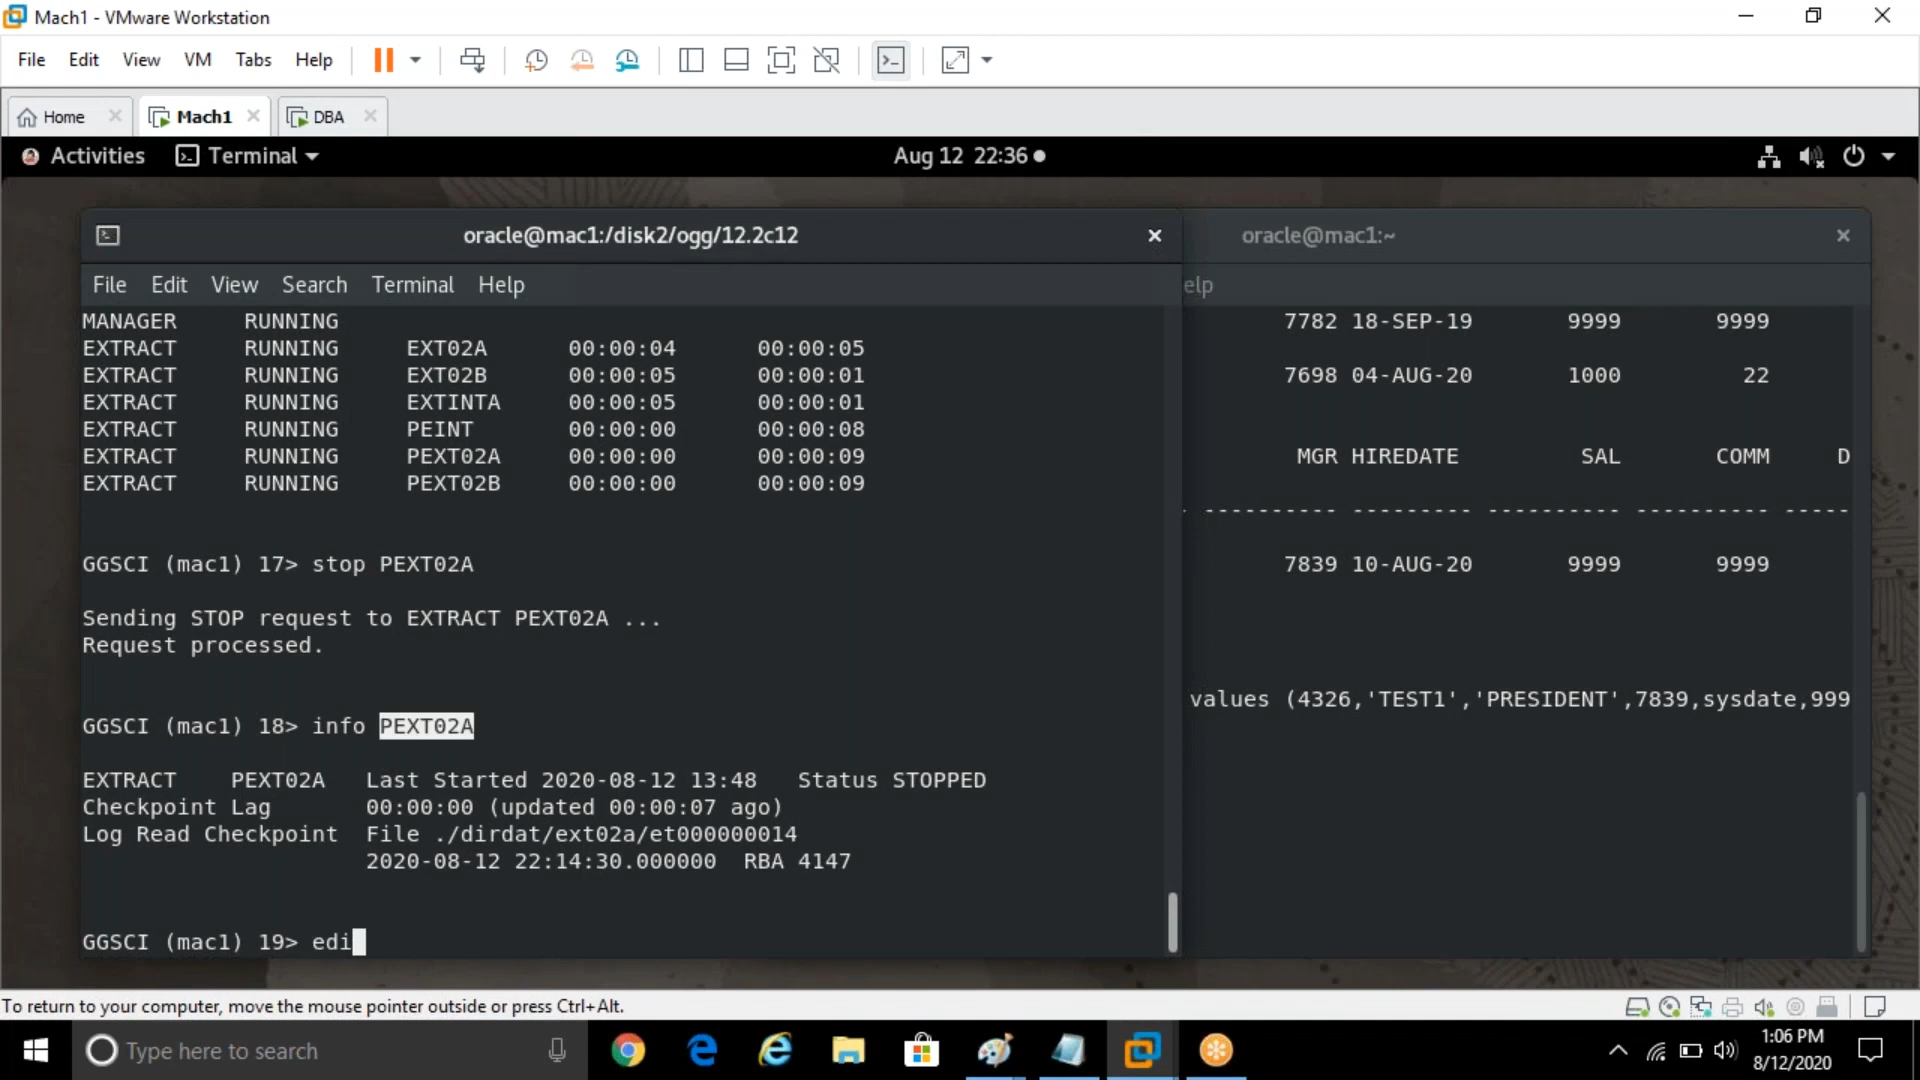 Mach1 - VMware Workstation
File Edit View VM Tabs Help
Home Mach1 DBA
Activities Terminal Aug 12 22:36
oracle@mac1:/disk2/ogg/12.2c12
File Edit View Search Terminal Help
MANAGER RUNNING
EXTRACT RUNNING EXT02A 00:00:04 00:00:05
EXTRACT RUNNING EXT02B 00:00:05 00:00:01
EXTRACT RUNNING EXTINTA 00:00:05 00:00:01
EXTRACT RUNNING PEINT 00:00:00 00:00:08
EXTRACT RUNNING PEXT02A 00:00:00 00:00:09
EXTRACT RUNNING PEXT02B 00:00:00 00:00:09
GGSCI (mac1) 17> stop PEXT02A
Sending STOP request to EXTRACT PEXT02A ...
Request processed.
GGSCI (mac1) 18> info PEXT02A
EXTRACT PEXT02A Last Started 2020-08-12 13:48 Status STOPPED
Checkpoint Lag 00:00:00 (updated 00:00:07 ago)
Log Read Checkpoint File ./dirdat/ext02a/et000000014
2020-08-12 22:14:30.000000 RBA 4147
GGSCI (mac1) 19> edi
oracle@mac1:~
elp
7782 18-SEP-19 9999 9999
7698 04-AUG-20 1000 22
MGR HIREDATE SAL COMM D
- ---------- --------- ---------- ---------- -----
7839 10-AUG-20 9999 9999
values (4326,'TEST1','PRESIDENT',7839,sysdate,999
To return to your computer, move the mouse pointer outside or press Ctrl+Alt.
Type here to search
1:06 PM
8/12/2020